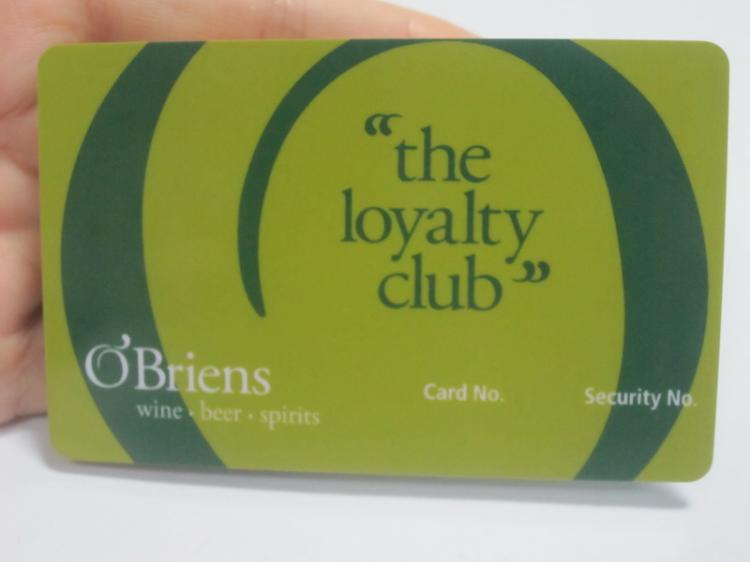 “the
loyalty
club”
O'Briens
wine · beer · spirits
Card No.
Security No.